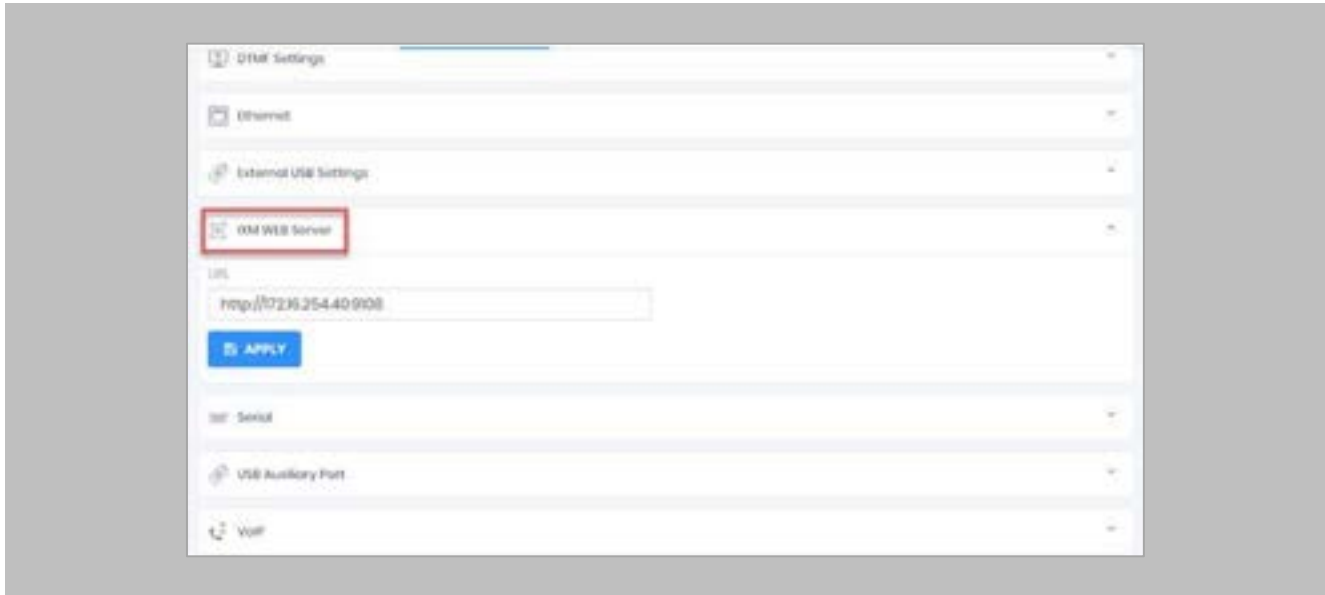 DTMF Settings
Ethernet
External USB Settings
IXM WEB Server
URL
http://172.16.254.40:9108
APPLY
Serial
USB Auxiliary Port
VoIP